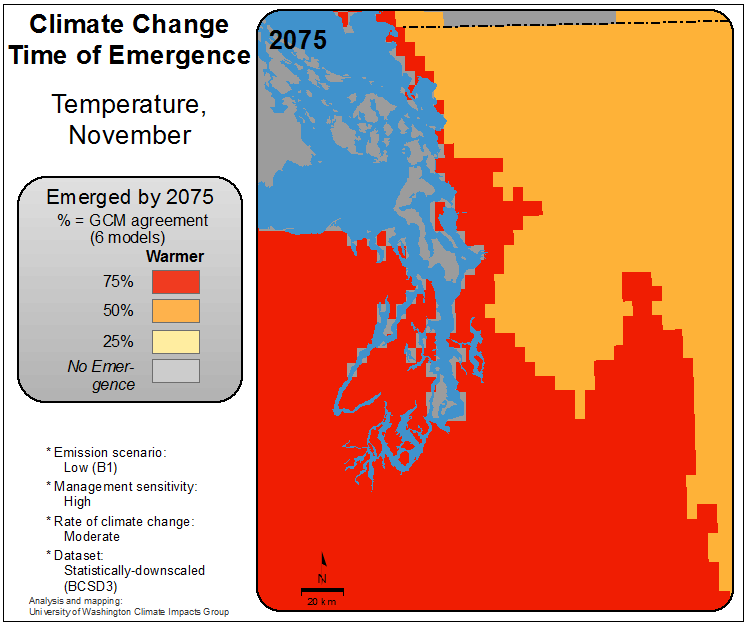 Climate Change
Time of Emergence
Temperature,
November
Emerged by 2075
% = GCM agreement
(6 models)
Warmer
75%
50%
25%
No Emer-
gence
* Emission scenario:
Low (B1)
* Management sensitivity:
High
* Rate of climate change:
Moderate
* Dataset:
Statistically-downscaled
(BCSD3)
Analysis and mapping:
University of Washington Climate Impacts Group
2075
N
20 km